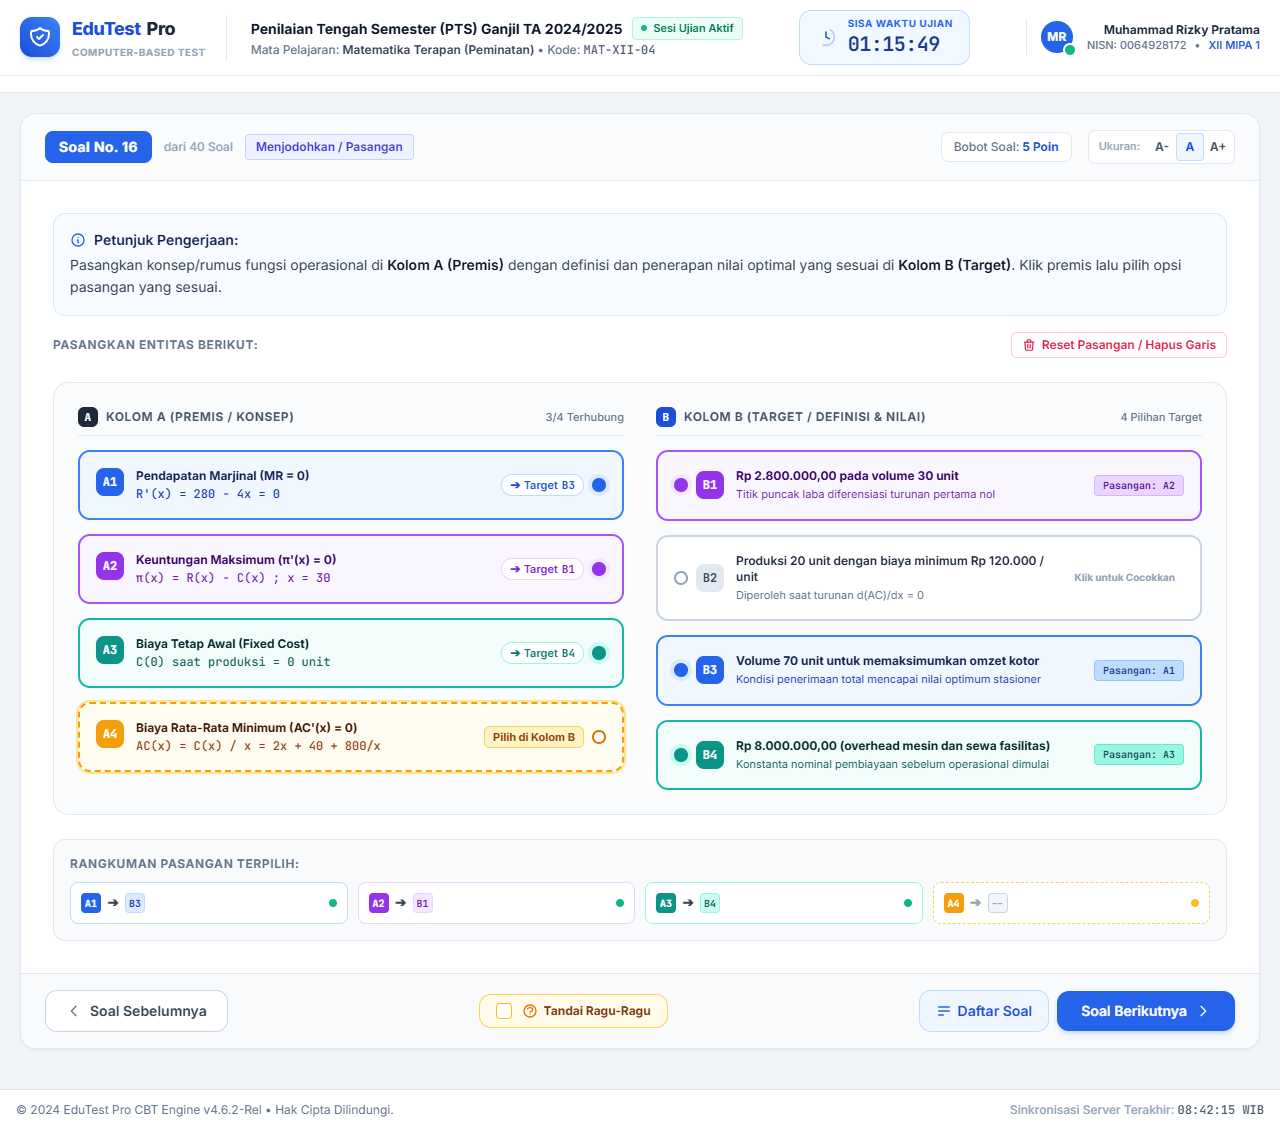 EduTest Pro
COMPUTER-BASED TEST
Penilaian Tengah Semester (PTS) Ganjil TA 2024/2025
Sesi Ujian Aktif
Mata Pelajaran: Matematika Terapan (Peminatan) • Kode: MAT-XII-04
SISA WAKTU UJIAN
01:15:49
MR
Muhammad Rizky Pratama
NISN: 0064928172 • XII MIPA 1
Soal No. 16
dari 40 Soal
Menjodohkan / Pasangan
Bobot Soal: 5 Poin
Ukuran: A- A A+
Petunjuk Pengerjaan:
Pasangkan konsep/rumus fungsi operasional di Kolom A (Premis) dengan definisi dan penerapan nilai optimal yang sesuai di Kolom B (Target). Klik premis lalu pilih opsi
pasangan yang sesuai.
PASANGKAN ENTITAS BERIKUT:
Reset Pasangan / Hapus Garis
A KOLOM A (PREMIS / KONSEP)
3/4 Terhubung
A1
Pendapatan Marjinal (MR = 0)
R'(x) = 280 - 4x = 0
➔ Target B3
A2
Keuntungan Maksimum (π'(x) = 0)
π(x) = R(x) - C(x) ; x = 30
➔ Target B1
A3
Biaya Tetap Awal (Fixed Cost)
C(0) saat produksi = 0 unit
➔ Target B4
A4
Biaya Rata-Rata Minimum (AC'(x) = 0)
AC(x) = C(x) / x = 2x + 40 + 800/x
Pilih di Kolom B
B KOLOM B (TARGET / DEFINISI & NILAI)
4 Pilihan Target
B1
Rp 2.800.000,00 pada volume 30 unit
Titik puncak laba diferensiasi turunan pertama nol
Pasangan: A2
B2
Produksi 20 unit dengan biaya minimum Rp 120.000 /
unit
Diperoleh saat turunan d(AC)/dx = 0
Klik untuk Cocokkan
B3
Volume 70 unit untuk memaksimumkan omzet kotor
Kondisi penerimaan total mencapai nilai optimum stasioner
Pasangan: A1
B4
Rp 8.000.000,00 (overhead mesin dan sewa fasilitas)
Konstanta nominal pembiayaan sebelum operasional dimulai
Pasangan: A3
RANGKUMAN PASANGAN TERPILIH:
A1 ➔ B3
A2 ➔ B1
A3 ➔ B4
A4 ➔ --
Soal Sebelumnya
Tandai Ragu-Ragu
Daftar Soal
Soal Berikutnya
© 2024 EduTest Pro CBT Engine v4.6.2-Rel • Hak Cipta Dilindungi.
Sinkronisasi Server Terakhir: 08:42:15 WIB